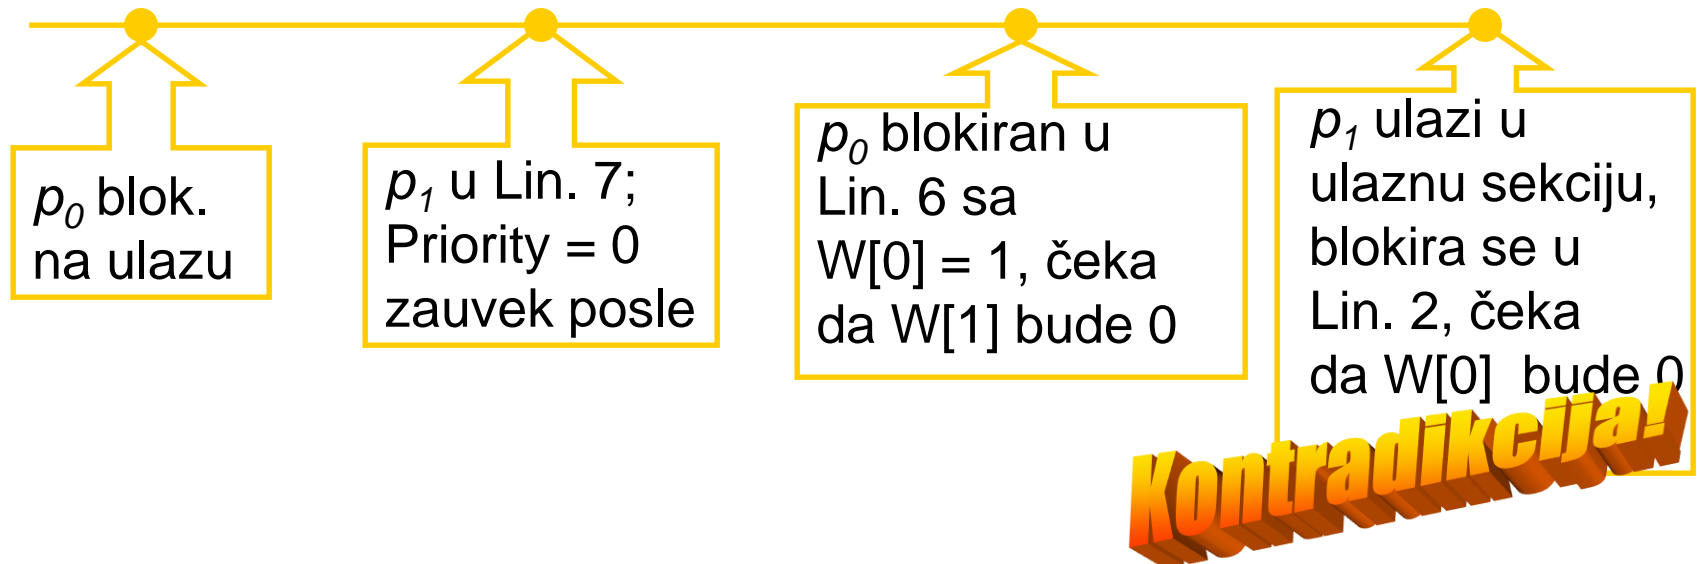 p0 blok.
na ulazu
p1 u Lin. 7;
Priority = 0
zauvek posle
p0 blokiran u
Lin. 6 sa
W[0] = 1, čeka
da W[1] bude 0
p1 ulazi u
ulaznu sekciju,
blokira se u
Lin. 2, čeka
da W[0] bude 0
Kontradikcija!